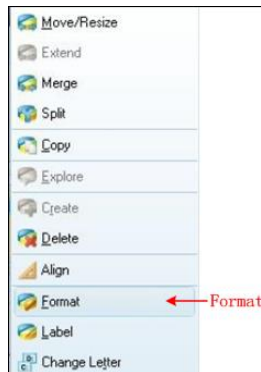 Move/Resize
Extend
Merge
Split
Copy
Explore
Create
Delete
Align
Format
Format
Label
Change Letter